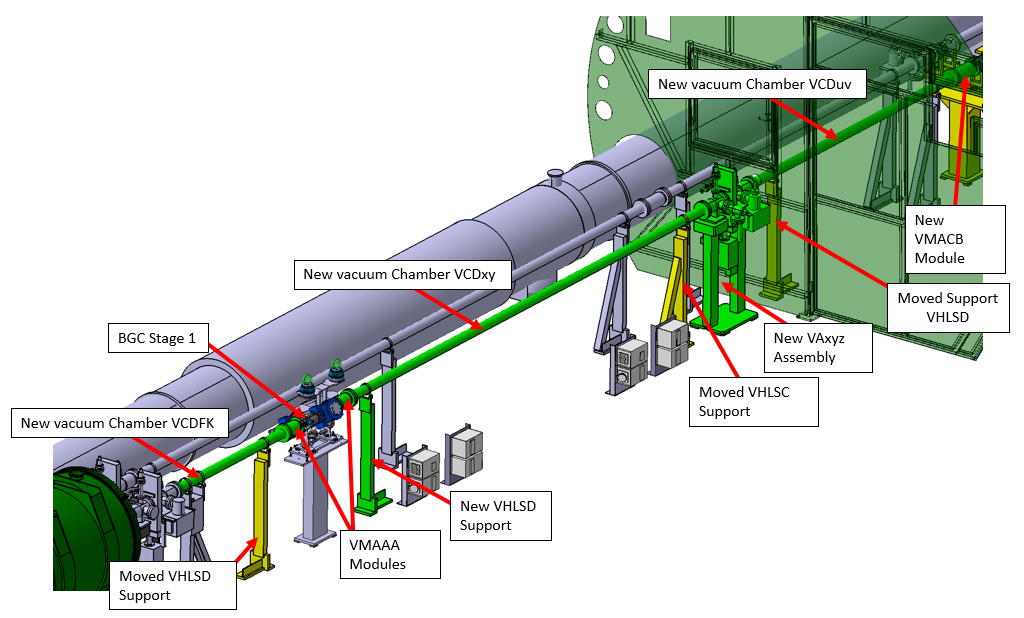 New vacuum Chamber VCDuv
New
VMACB
Module
New vacuum Chamber VCDxy
Moved Support
VHLSD
BGC Stage 1
New VAxyz
Assembly
Moved VHLSC
Support
New vacuum Chamber VCDFK
New VHLSD
Support
VMAAA
Modules
Moved VHLSD
Support